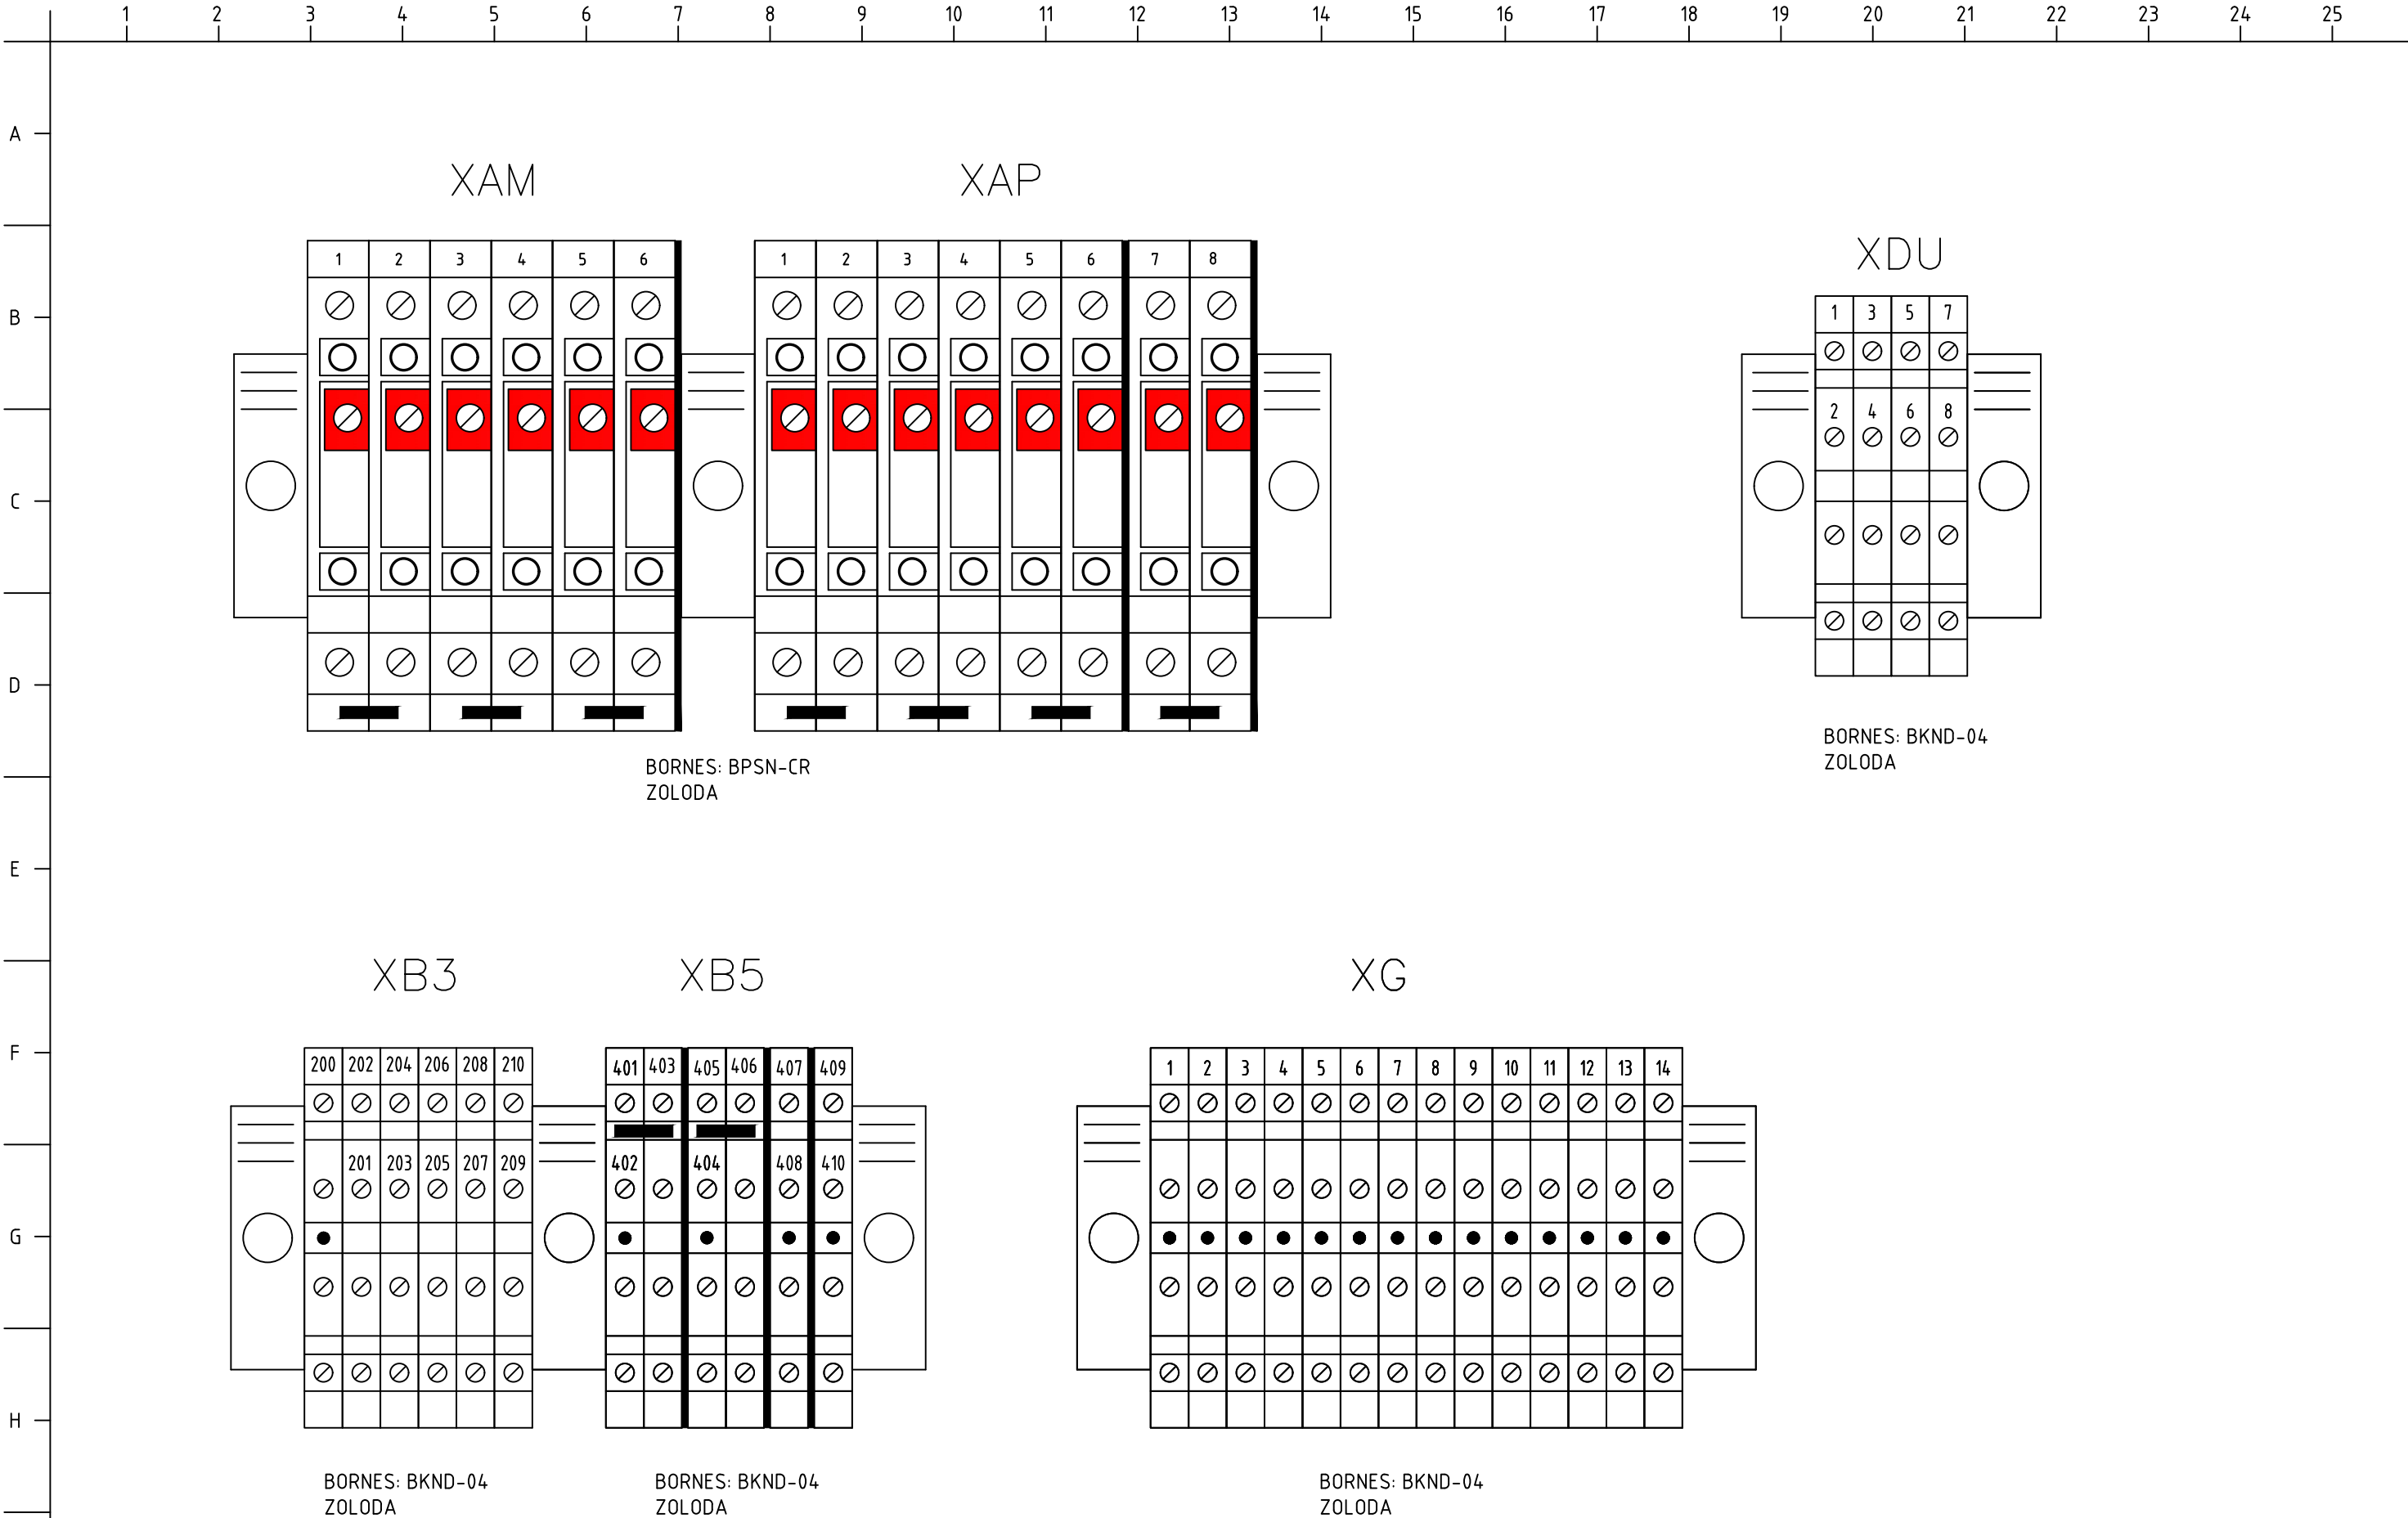 1 2 3 4 5 6 7 8 9 10 11 12 13 14 15 16 17 18 19 20 21 22 23 24 25
A
XAM XAP
XDU
1 2 3 4 5 6 1 2 3 4 5 6 7 8
B
1 3 5 7
2 4 6 8
C
D
BORNES: BKND-04
ZOLODA
BORNES: BPSN-CR
ZOLODA
E
XB3 XB5 XG
F
200 202 204 206 208 210 401 403 405 406 407 409 1 2 3 4 5 6 7 8 9 10 11 12 13 14
201 203 205 207 209 402 404 408 410
G
H
BORNES: BKND-04 BORNES: BKND-04 BORNES: BKND-04
ZOLODA ZOLODA ZOLODA